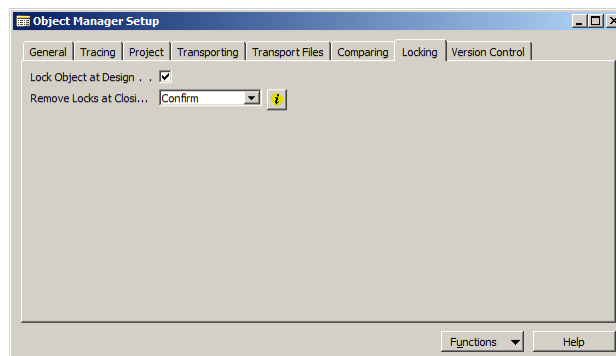 Object Manager Setup
General Tracing Project Transporting Transport Files Comparing Locking Version Control
Lock Object at Design . .
Remove Locks at Closi... Confirm i
Functions Help